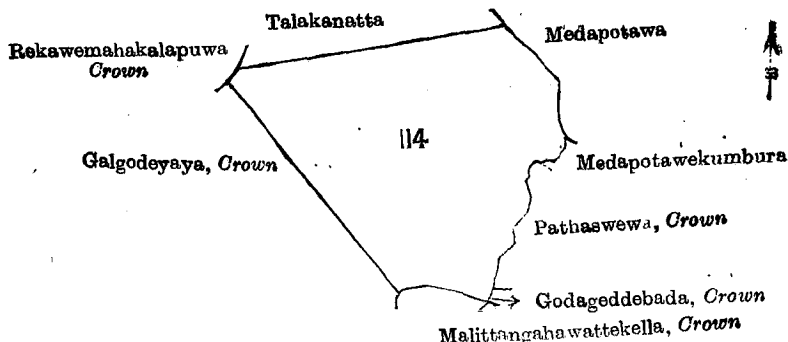 Talakanatta
Medapotawa
Rekawemahakalapuwa
Crown
114
Galgodeyaya, Crown
Medapotawekumbura
Pathaswewa, Crown
Godageddebada, Crown
Malittangahawattekella, Crown